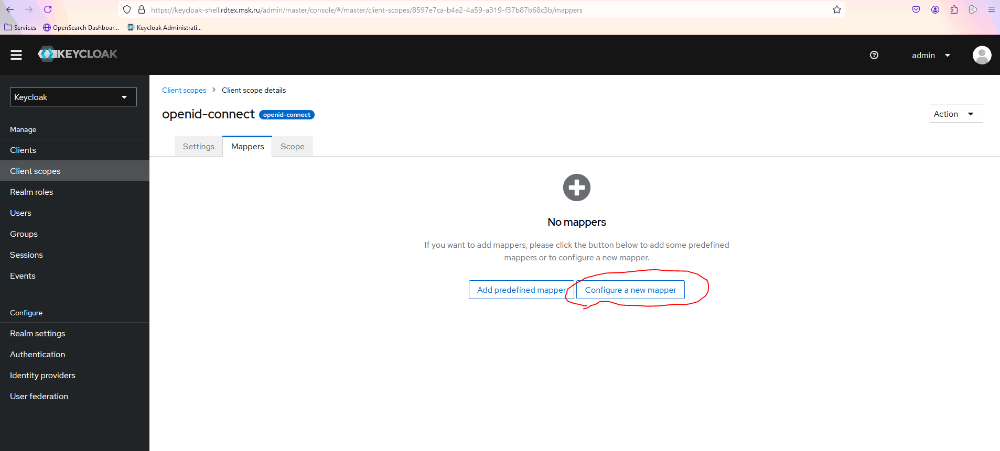 https://keycloak-shell.rdtex.msk.ru/admin/master/console/#/master/client-scopes/8597e7ca-b4e2-4a59-a319-f37b87b68c3b/mappers
Services OpenSearch Dashboar... Keycloak Administrati...
KEYCLOAK
admin
Keycloak
Manage
Clients
Client scopes
Realm roles
Users
Groups
Sessions
Events
Configure
Realm settings
Authentication
Identity providers
User federation
Client scopes > Client scope details
openid-connect openid-connect
Action
Settings Mappers Scope
No mappers
If you want to add mappers, please click the button below to add some predefined
mappers or to configure a new mapper.
Add predefined mapper Configure a new mapper